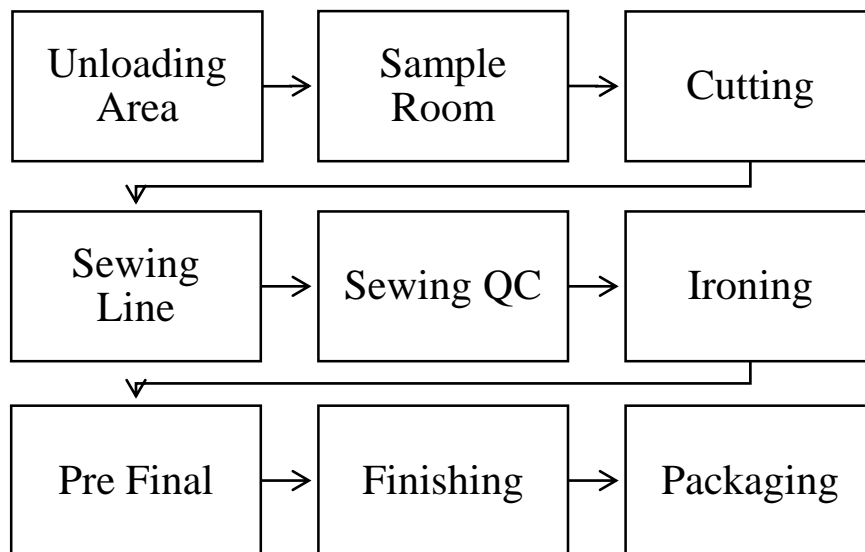 Unloading
Area
Sample
Room
Cutting
Sewing
Line
Sewing QC
Ironing
Pre Final
Finishing
Packaging